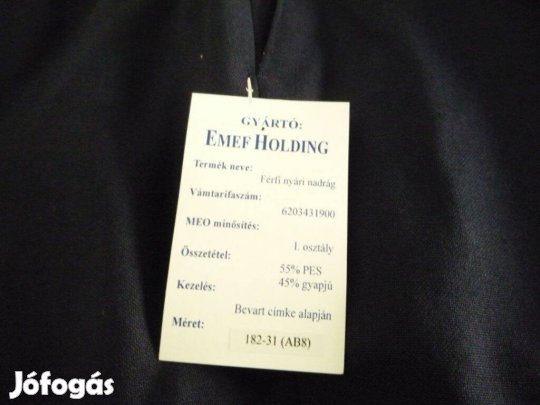 GYÁRTÓ:
EMEF HOLDING
Termék neve:
Férfi nyári nadrág
Vámtarifaszám:
6203431900
MEO minősítés:
I. osztály
Összetétel:
55% PES
45% gyapjú
Kezelés:
Bevart címke alapján
Méret:
182-31 (AB8)
Jófogás